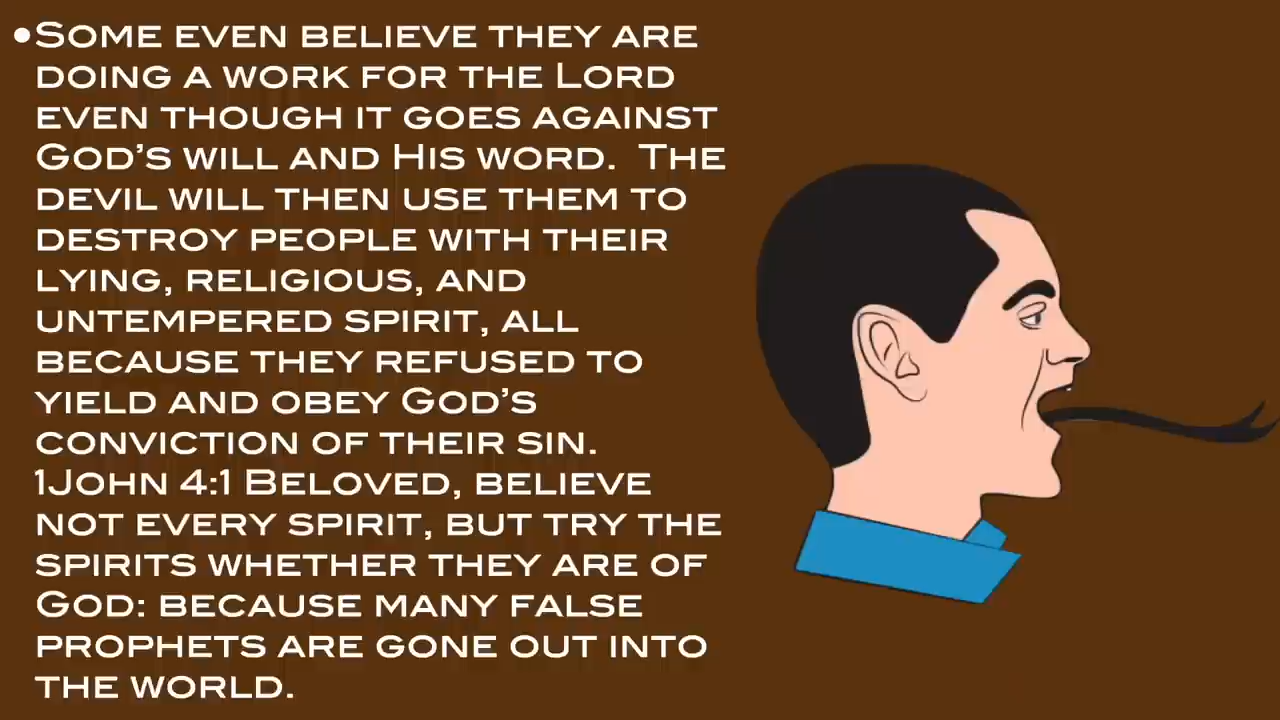 •Some even believe they are
doing a work for the Lord
even though it goes against
God's will and His word.  The
devil will then use them to
destroy people with their
lying, religious, and
untempered spirit, all
because they refused to
yield and obey God's
conviction of their sin.
1John 4:1 Beloved, believe
not every spirit, but try the
spirits whether they are of
God: because many false
prophets are gone out into
the world.